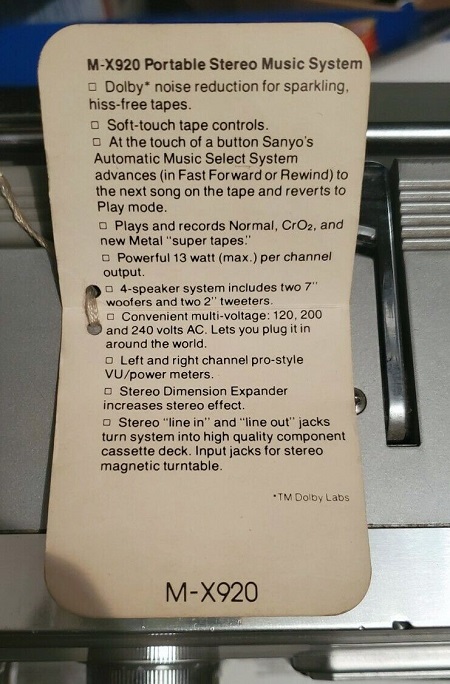 M-X920 Portable Stereo Music System
□ Dolby* noise reduction for sparkling,
hiss-free tapes.
□ Soft-touch tape controls.
□ At the touch of a button Sanyo's
Automatic Music Select System
advances (in Fast Forward or Rewind) to
the next song on the tape and reverts to
Play mode.
□ Plays and records Normal, CrO₂, and
new Metal "super tapes."
□ Powerful 13 watt (max.) per channel
output.
□ 4-speaker system includes two 7"
woofers and two 2" tweeters.
□ Convenient multi-voltage: 120, 200
and 240 volts AC. Lets you plug it in
around the world.
□ Left and right channel pro-style
VU/power meters.
□ Stereo Dimension Expander
increases stereo effect.
□ Stereo "line in" and "line out" jacks
turn system into high quality component
cassette deck. Input jacks for stereo
magnetic turntable.
*TM Dolby Labs
M-X920